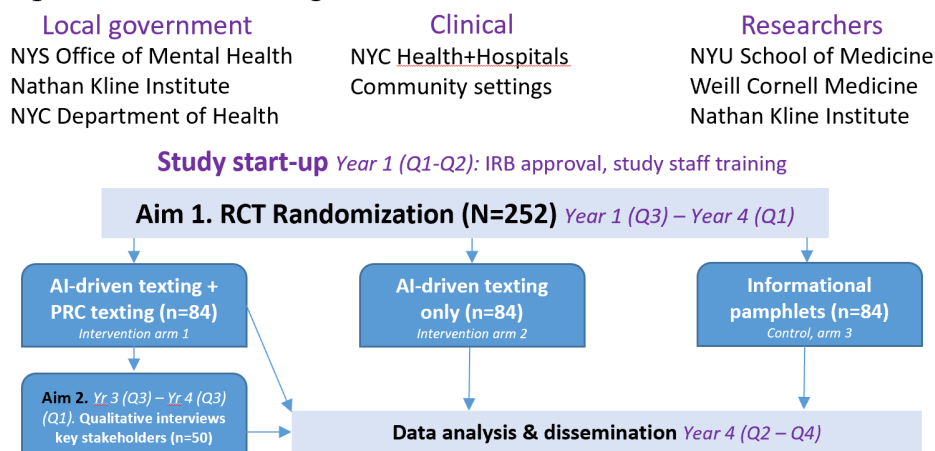 Local government
NYS Office of Mental Health
Nathan Kline Institute
NYC Department of Health
Clinical
NYC Health+Hospitals
Community settings
Researchers
NYU School of Medicine
Weill Cornell Medicine
Nathan Kline Institute
Study start-up Year 1 (Q1-Q2): IRB approval, study staff training
Aim 1. RCT Randomization (N=252) Year 1 (Q3) – Year 4 (Q1)
AI-driven texting +
PRC texting (n=84)
Intervention arm 1
AI-driven texting
only (n=84)
Intervention arm 2
Informational
pamphlets (n=84)
Control, arm 3
Aim 2. Yr 3 (Q3) – Yr 4 (Q3)
(Q1). Qualitative interviews
key stakeholders (n=50)
Data analysis & dissemination Year 4 (Q2 – Q4)